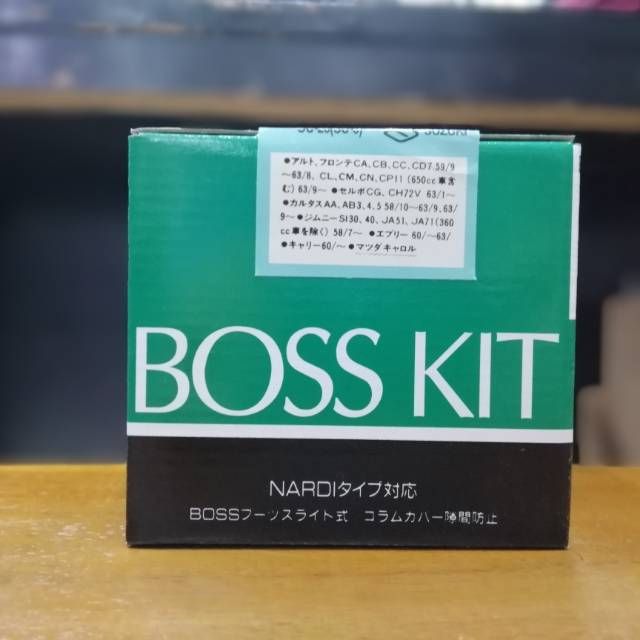 SUZUKI
●アルト、フロンテCA, CB, CC, CD7 59/9
〜63/8, CL, CM, CN, CP11 (650cc車含
む) 63/9〜 ●セルボCG, CH72V 63/1〜
●カルタスAA, AB3, 4, 5 58/10〜63/9, 63/
9〜 ●ジムニーSI30, 40, JA51, JA71 (360
cc車を除く) 58/7〜 ●エブリー 60/〜63/
●キャリー60/〜 ●マツダキャロル
BOSS KIT
NARDIタイプ対応
BOSSブーツスライト式 コラムカバー隙間防止